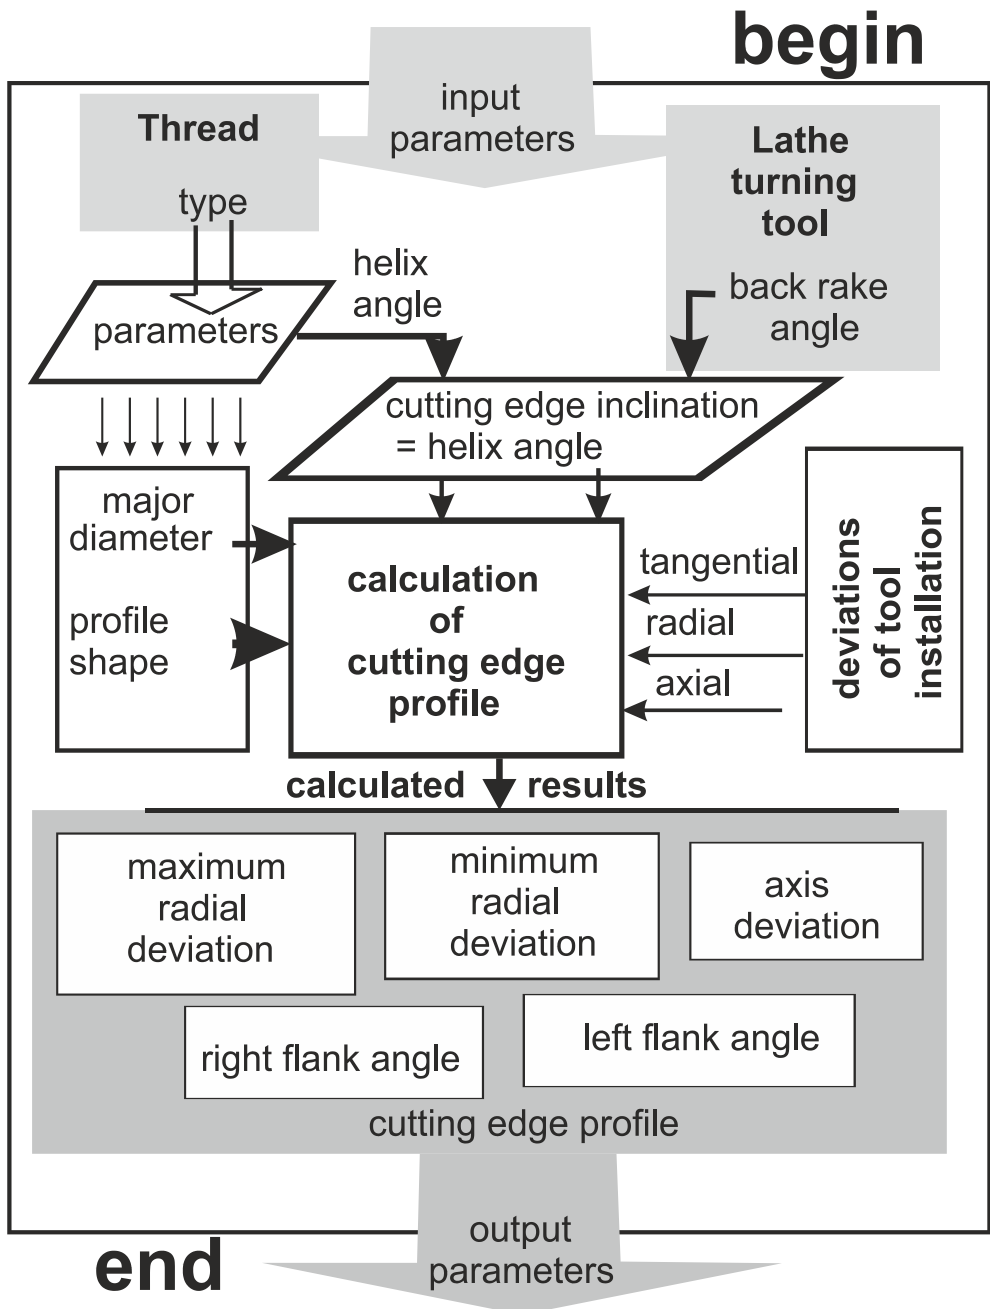 begin
input
parameters
Thread
type
Lathe
turning
tool
back rake
angle
helix
angle
parameters
cutting edge inclination
= helix angle
major
diameter
profile
shape
calculation
of
cutting edge
profile
tangential
radial
axial
deviations
of tool
installation
calculated results
maximum
radial
deviation
minimum
radial
deviation
axis
deviation
right flank angle
left flank angle
cutting edge profile
output
parameters
end